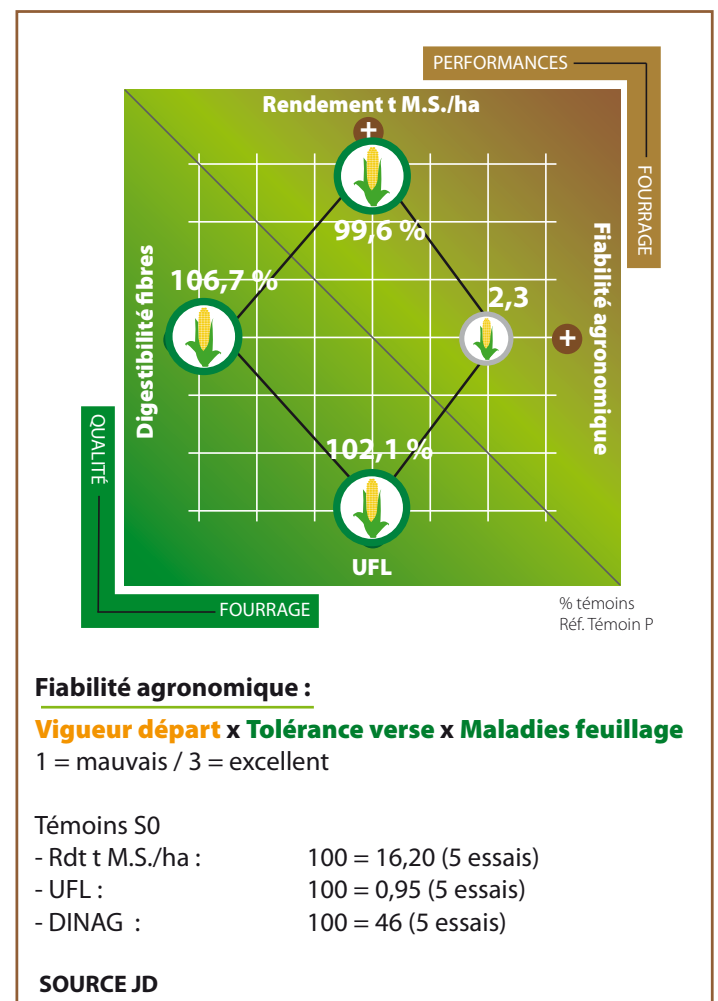 PERFORMANCES
FOURRAGE
Rendement t M.S./ha
+
99,6 %
106,7 %
Digestibilité fibres
2,3
+
Fiabilité agronomique
102,1 %
UFL
QUALITÉ
FOURRAGE
% témoins
Réf. Témoin P
Fiabilité agronomique :
Vigueur départ x Tolérance verse x Maladies feuillage
1 = mauvais / 3 = excellent
Témoins S0
- Rdt t M.S./ha : 100 = 16,20 (5 essais)
- UFL : 100 = 0,95 (5 essais)
- DINAG : 100 = 46 (5 essais)
SOURCE JD